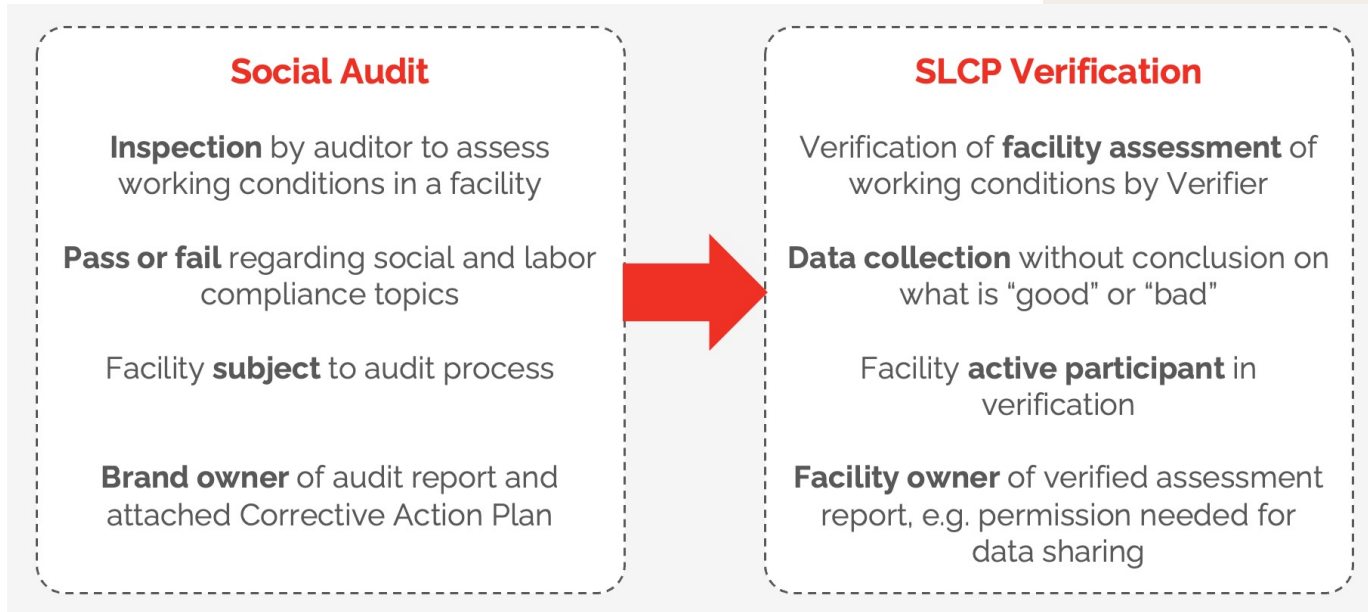 Social Audit
Inspection by auditor to assess
working conditions in a facility
Pass or fail regarding social and labor
compliance topics
Facility subject to audit process
Brand owner of audit report and
attached Corrective Action Plan
SLCP Verification
Verification of facility assessment of
working conditions by Verifier
Data collection without conclusion on
what is “good” or “bad”
Facility active participant in
verification
Facility owner of verified assessment
report, e.g. permission needed for
data sharing